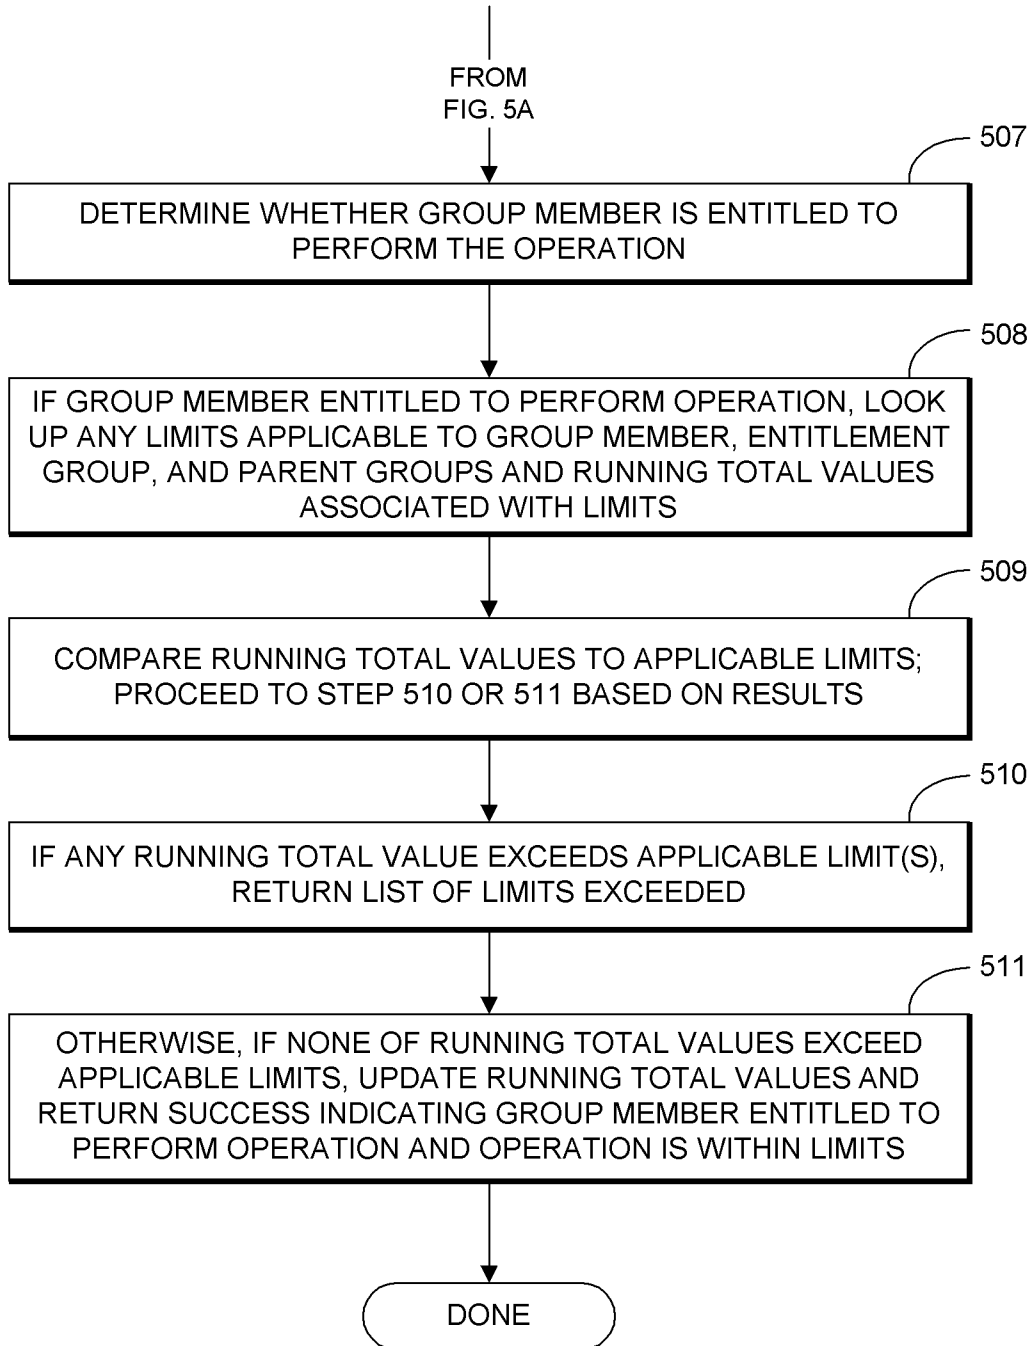 FROM
FIG. 5A
507
DETERMINE WHETHER GROUP MEMBER IS ENTITLED TO
PERFORM THE OPERATION
508
IF GROUP MEMBER ENTITLED TO PERFORM OPERATION, LOOK
UP ANY LIMITS APPLICABLE TO GROUP MEMBER, ENTITLEMENT
GROUP, AND PARENT GROUPS AND RUNNING TOTAL VALUES
ASSOCIATED WITH LIMITS
509
COMPARE RUNNING TOTAL VALUES TO APPLICABLE LIMITS;
PROCEED TO STEP 510 OR 511 BASED ON RESULTS
510
IF ANY RUNNING TOTAL VALUE EXCEEDS APPLICABLE LIMIT(S),
RETURN LIST OF LIMITS EXCEEDED
511
OTHERWISE, IF NONE OF RUNNING TOTAL VALUES EXCEED
APPLICABLE LIMITS, UPDATE RUNNING TOTAL VALUES AND
RETURN SUCCESS INDICATING GROUP MEMBER ENTITLED TO
PERFORM OPERATION AND OPERATION IS WITHIN LIMITS
DONE